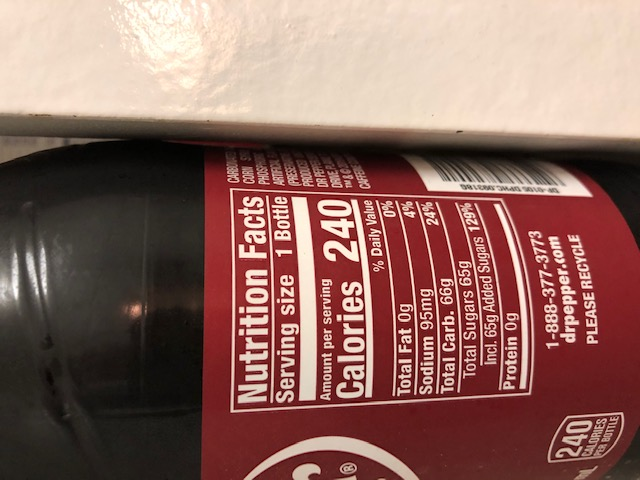 Nutrition Facts
Serving size 1 Bottle
Amount per serving
Calories 240
% Daily Value
Total Fat 0g 0%
Sodium 95mg 4%
Total Carb. 66g 24%
Total Sugars 65g
Incl. 65g Added Sugars 129%
Protein 0g
1-888-377-3773
drpepper.com
PLEASE RECYCLE
240
CALORIES
PER BOTTLE